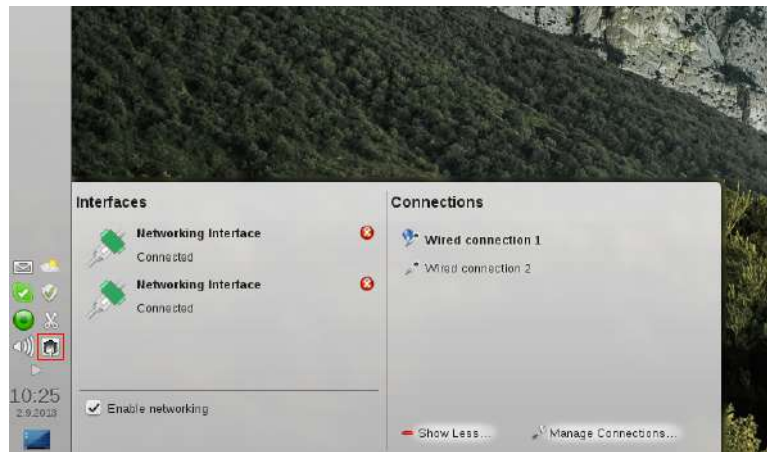 Interfaces
Networking Interface
Connected
Networking Interface
Connected
Enable networking
Connections
Wired connection 1
Wired connection 2
Show Less...
Manage Connections...
10:25
2.9.2013